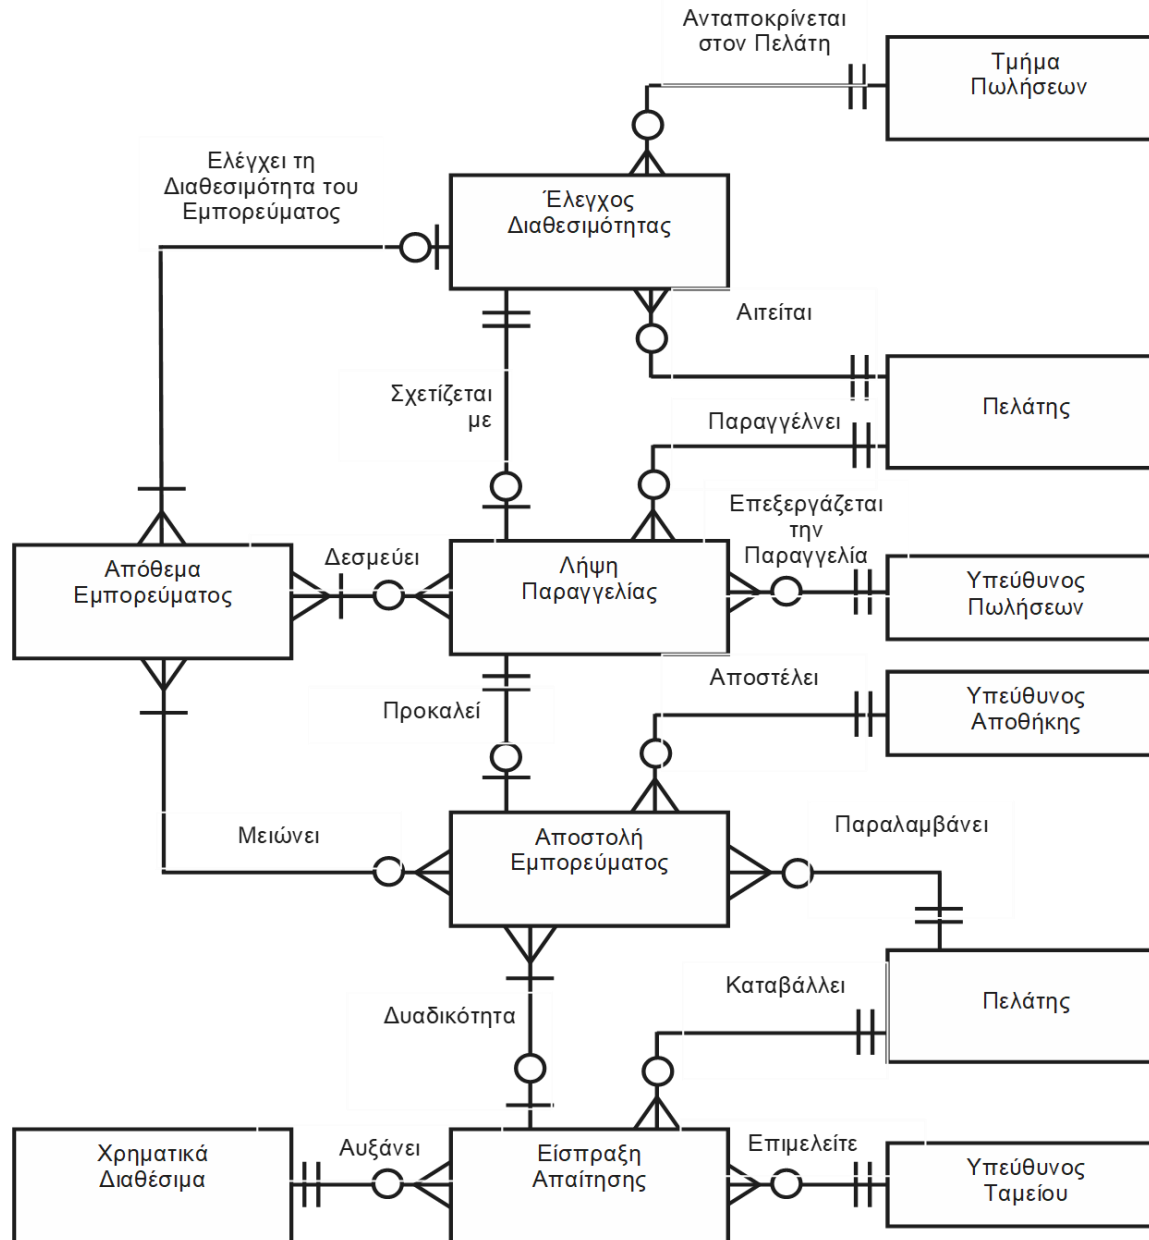 Ανταποκρίνεται
στον Πελάτη
Τμήμα
Πωλήσεων
Ελέγχει τη
Διαθεσιμότητα του
Εμπορεύματος
Έλεγχος
Διαθεσιμότητας
Αιτείται
Σχετίζεται
με
Παραγγέλνει
Πελάτης
Επεξεργάζεται
την
Παραγγελία
Απόθεμα
Εμπορεύματος
Δεσμεύει
Λήψη
Παραγγελίας
Υπεύθυνος
Πωλήσεων
Προκαλεί
Αποστέλει
Υπεύθυνος
Αποθήκης
Μειώνει
Αποστολή
Εμπορεύματος
Παραλαμβάνει
Δυαδικότητα
Καταβάλλει
Πελάτης
Χρηματικά
Διαθέσιμα
Αυξάνει
Είσπραξη
Απαίτησης
Επιμελείτε
Υπεύθυνος
Ταμείου